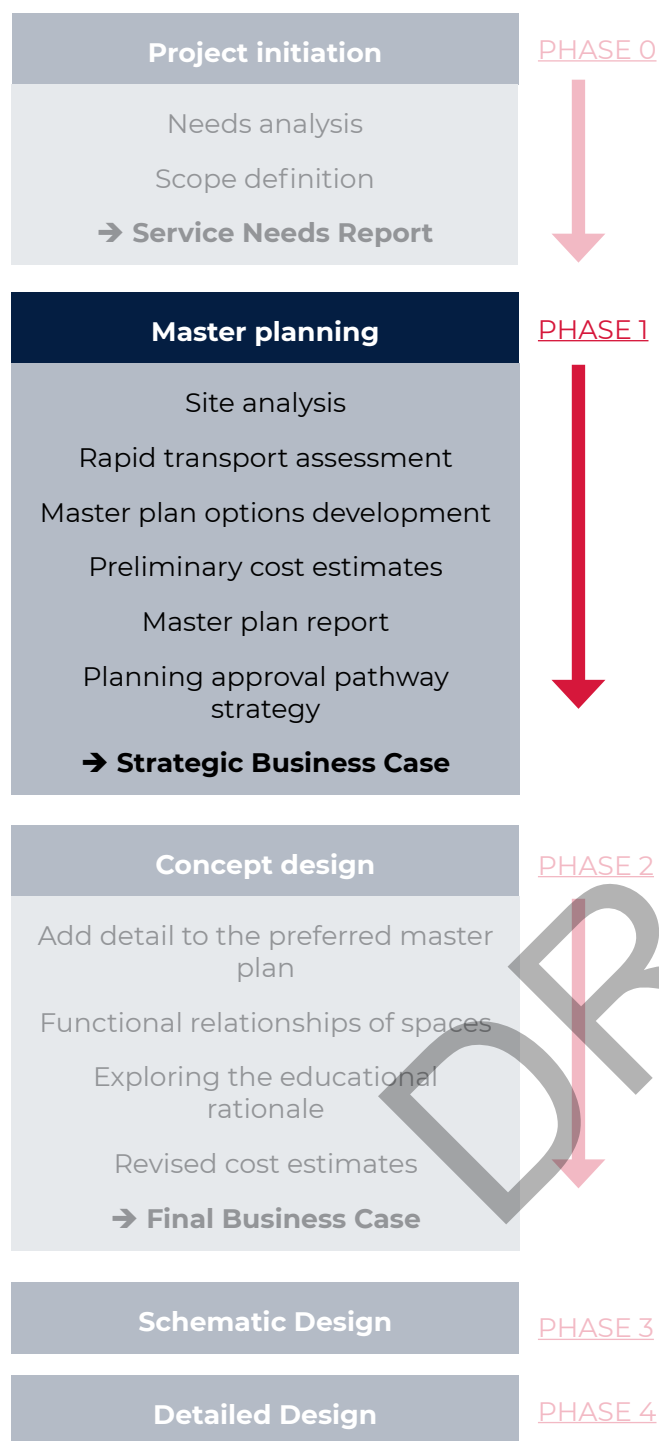 Project initiation
PHASE 0
Needs analysis
Scope definition
➔ Service Needs Report
Master planning
PHASE 1
Site analysis
Rapid transport assessment
Master plan options development
Preliminary cost estimates
Master plan report
Planning approval pathway
strategy
➔ Strategic Business Case
Concept design
PHASE 2
Add detail to the preferred master
plan
Functional relationships of spaces
Exploring the educational
rationale
Revised cost estimates
➔ Final Business Case
DR
Schematic Design
PHASE 3
Detailed Design
PHASE 4